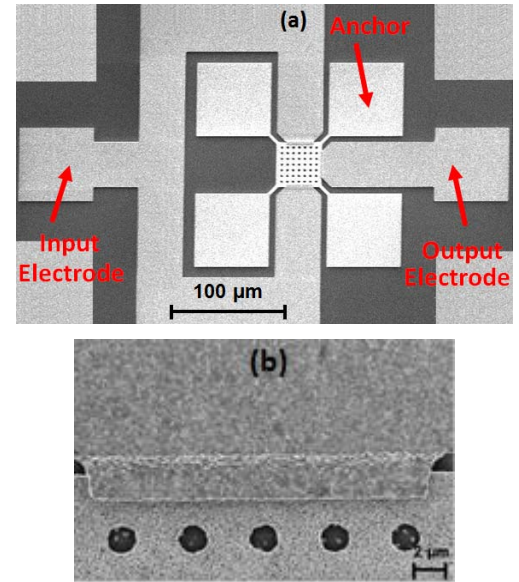 (a)
Anchor
Input
Electrode
Output
Electrode
100 μm
(b)
2 μm